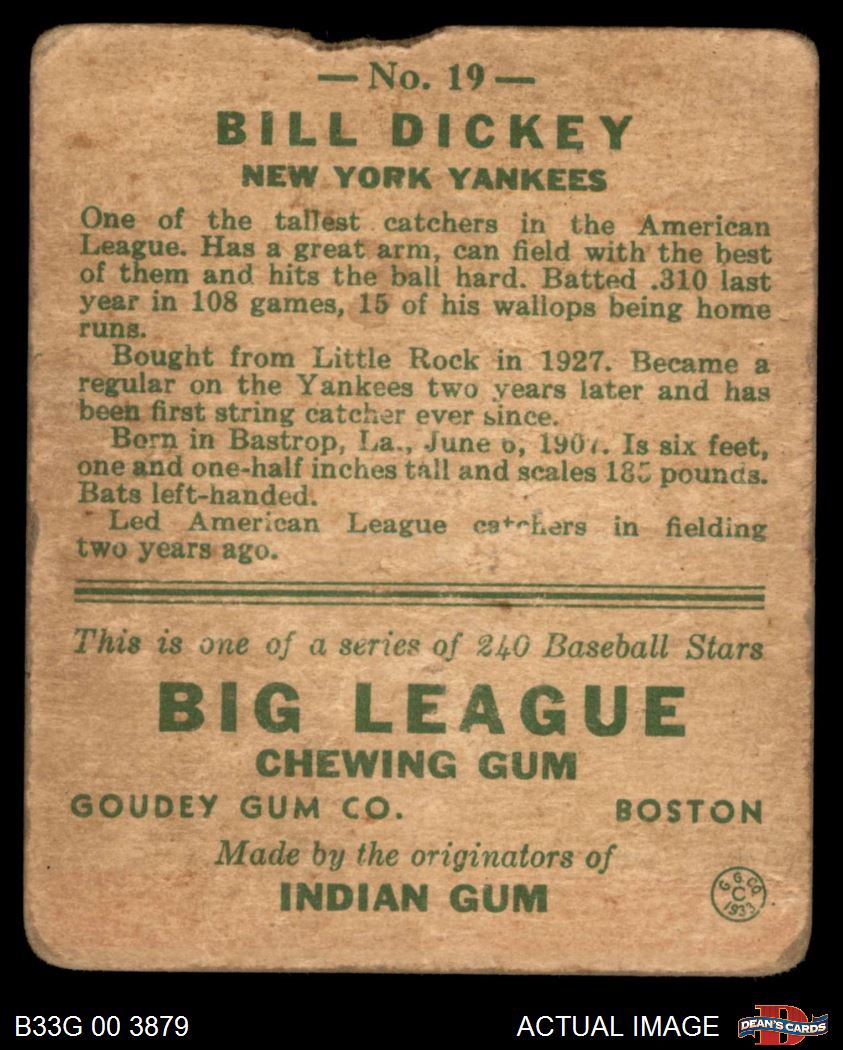 — No. 19 —
BILL DICKEY
NEW YORK YANKEES
One of the tallest catchers in the American
League. Has a great arm, can field with the best
of them and hits the ball hard. Batted .310 last
year in 108 games, 15 of his wallops being home
runs.
Bought from Little Rock in 1927. Became a
regular on the Yankees two years later and has
been first string catcher ever since.
Born in Bastrop, La., June 6, 1907. Is six feet,
one and one-half inches tall and scales 185 pounds.
Bats left-handed.
Led American League catchers in fielding
two years ago.
This is one of a series of 240 Baseball Stars
BIG LEAGUE
CHEWING GUM
GOUDEY GUM CO. BOSTON
Made by the originators of
INDIAN GUM
G. G. CO.
C
1933
B33G 00 3879 ACTUAL IMAGE D DEAN'S CARDS